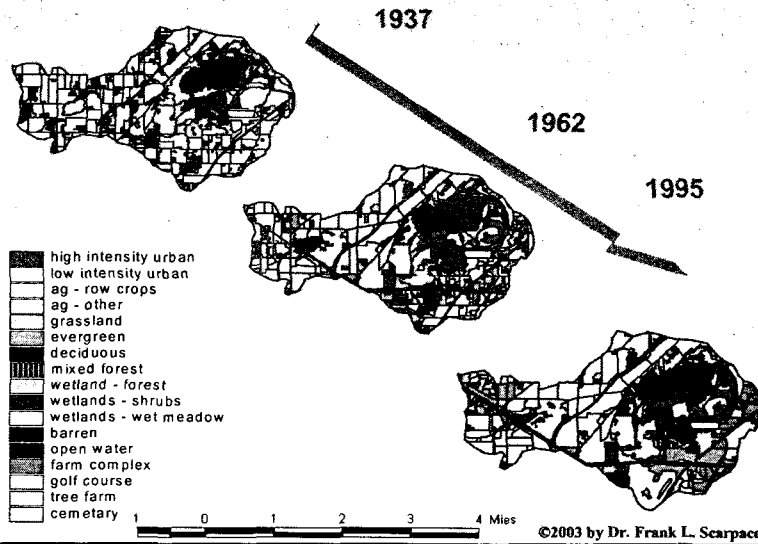 1937
1962
1995
high intensity urban
low intensity urban
ag - row crops
ag - other
grassland
evergreen
deciduous
mixed forest
wetland - forest
wetlands - shrubs
wetlands - wet meadow
barren
open water
farm complex
golf course
tree farm
cemetary
1 0 1 2 3 4 Mies
©2003 by Dr. Frank L. Scarpace